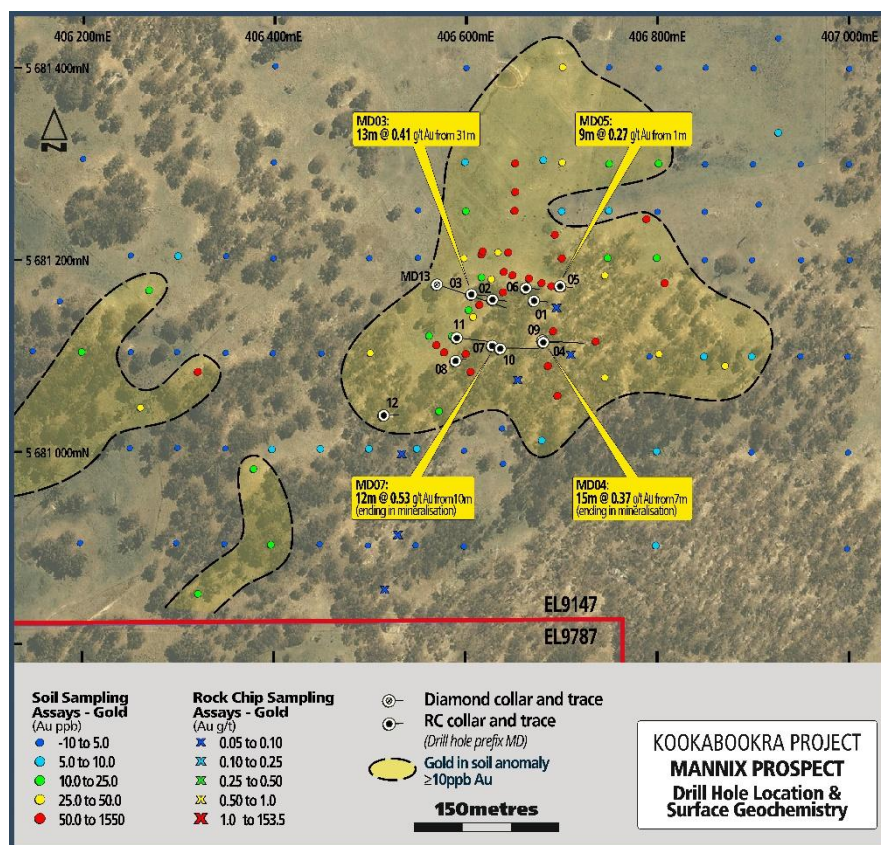 406 200mE 406 400mE 406 600mE 406 800mE 407 000mE
5 681 400mN
N
MD03:
13m @ 0.41 g/t Au from 31m
MD05:
9m @ 0.27 g/t Au from 1m
5 681 200mN
MD13
03
02
06
05
01
11
09
07
10
04
08
12
5 681 000mN
MD07:
12m @ 0.53 g/t Au from10m
(ending in mineralisation)
MD04:
15m @ 0.37 g/t Au from7m
(ending in mineralisation)
EL9147
EL9787
Soil Sampling
Assays - Gold
(Au ppb)
-10 to 5.0
5.0 to 10.0
10.0 to 25.0
25.0 to 50.0
50.0 to 1550
Rock Chip Sampling
Assays - Gold
(Au g/t)
0.05 to 0.10
0.10 to 0.25
0.25 to 0.50
0.50 to 1.0
1.0 to 153.5
Diamond collar and trace
RC collar and trace
(Drill hole prefix MD)
Gold in soil anomaly
≥10ppb Au
150metres
KOOKABOOKRA PROJECT
MANNIX PROSPECT
Drill Hole Location &
Surface Geochemistry